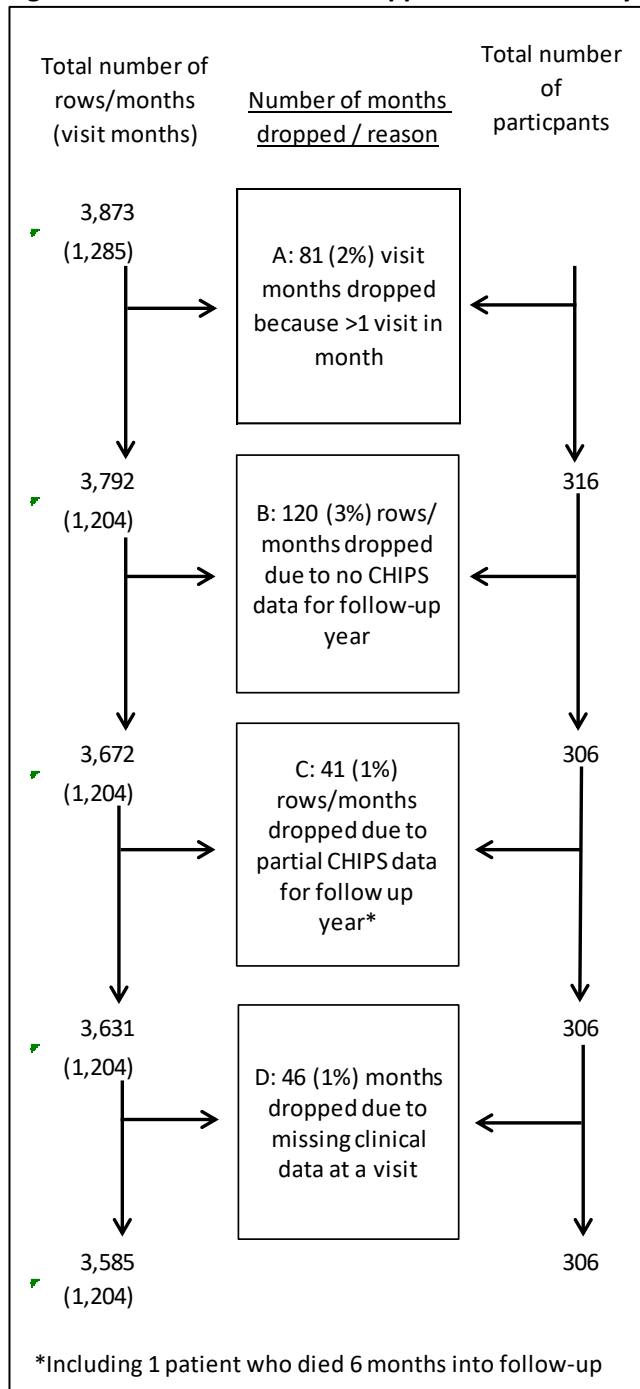 Total number of
rows/months
(visit months)
Number of months
dropped / reason
Total number
of
particpants
3,873
(1,285)
A: 81 (2%) visit
months dropped
because >1 visit in
month
3,792
(1,204)
316
B: 120 (3%) rows/
months dropped
due to no CHIPS
data for follow-up
year
3,672
(1,204)
306
C: 41 (1%)
rows/months
dropped due to
partial CHIPS data
for follow up
year*
3,631
(1,204)
306
D: 46 (1%) months
dropped due to
missing clinical
data at a visit
3,585
(1,204)
306
*Including 1 patient who died 6 months into follow-up